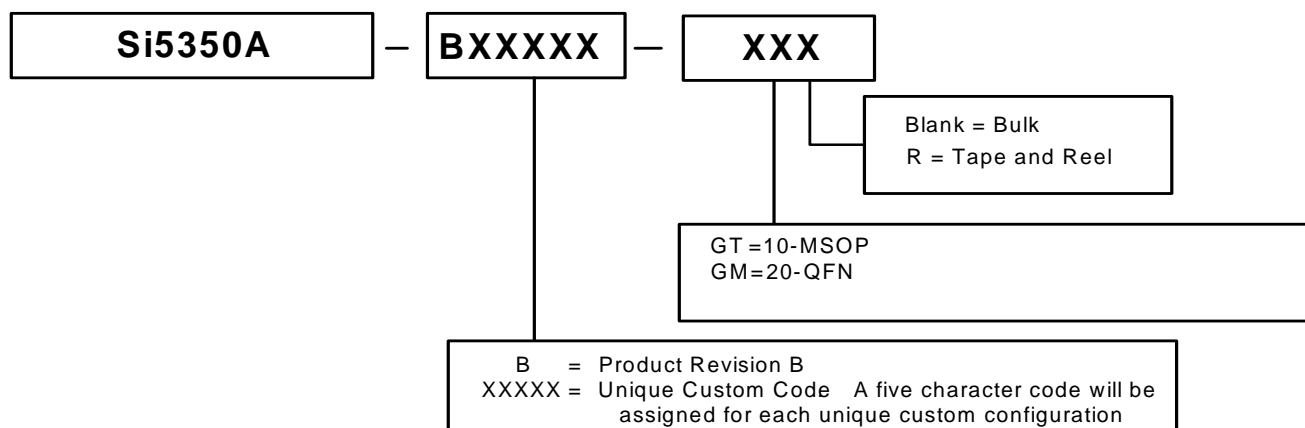 Si5350A – BXXXXX – XXX
Blank = Bulk
R = Tape and Reel
GT =10-MSOP
GM=20-QFN
B = Product Revision B
XXXXX = Unique Custom Code. A five character code will be
assigned for each unique custom configuration